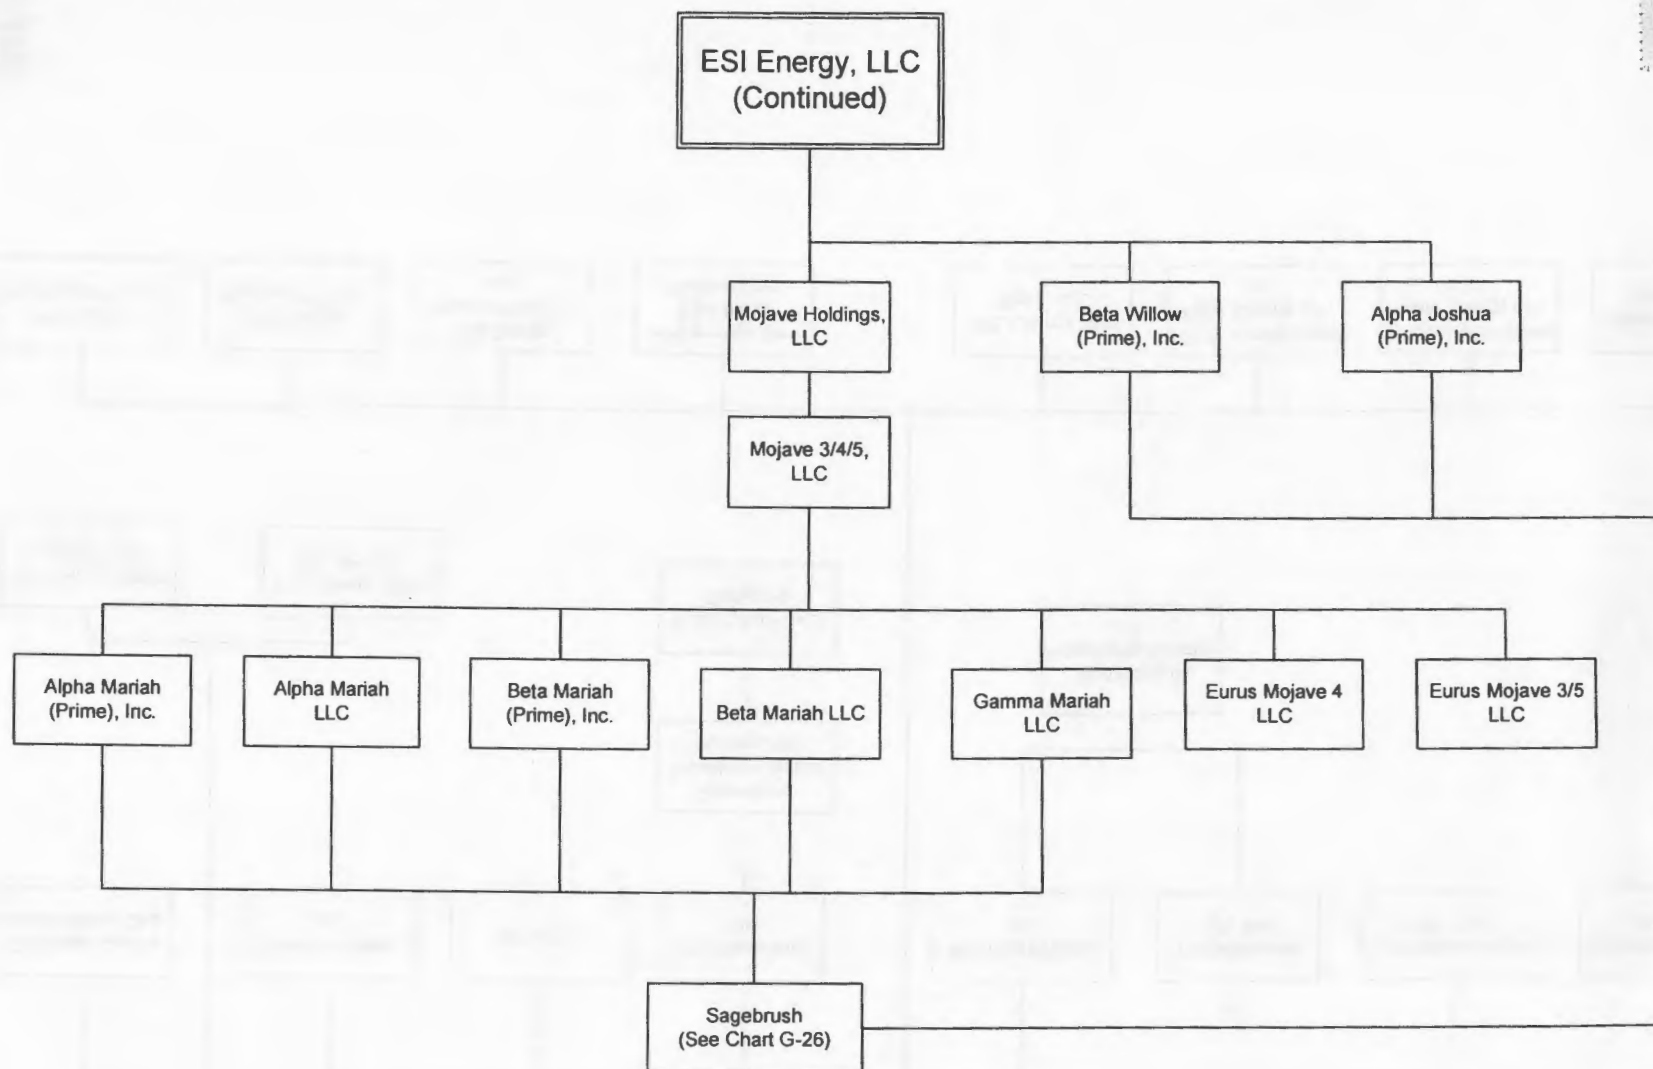 ESI Energy, LLC
(Continued)
Mojave Holdings,
LLC
Beta Willow
(Prime), Inc.
Alpha Joshua
(Prime), Inc.
Mojave 3/4/5,
LLC
Alpha Mariah
(Prime), Inc.
Alpha Mariah
LLC
Beta Mariah
(Prime), Inc.
Beta Mariah LLC
Gamma Mariah
LLC
Eurus Mojave 4
LLC
Eurus Mojave 3/5
LLC
Sagebrush
(See Chart G-26)